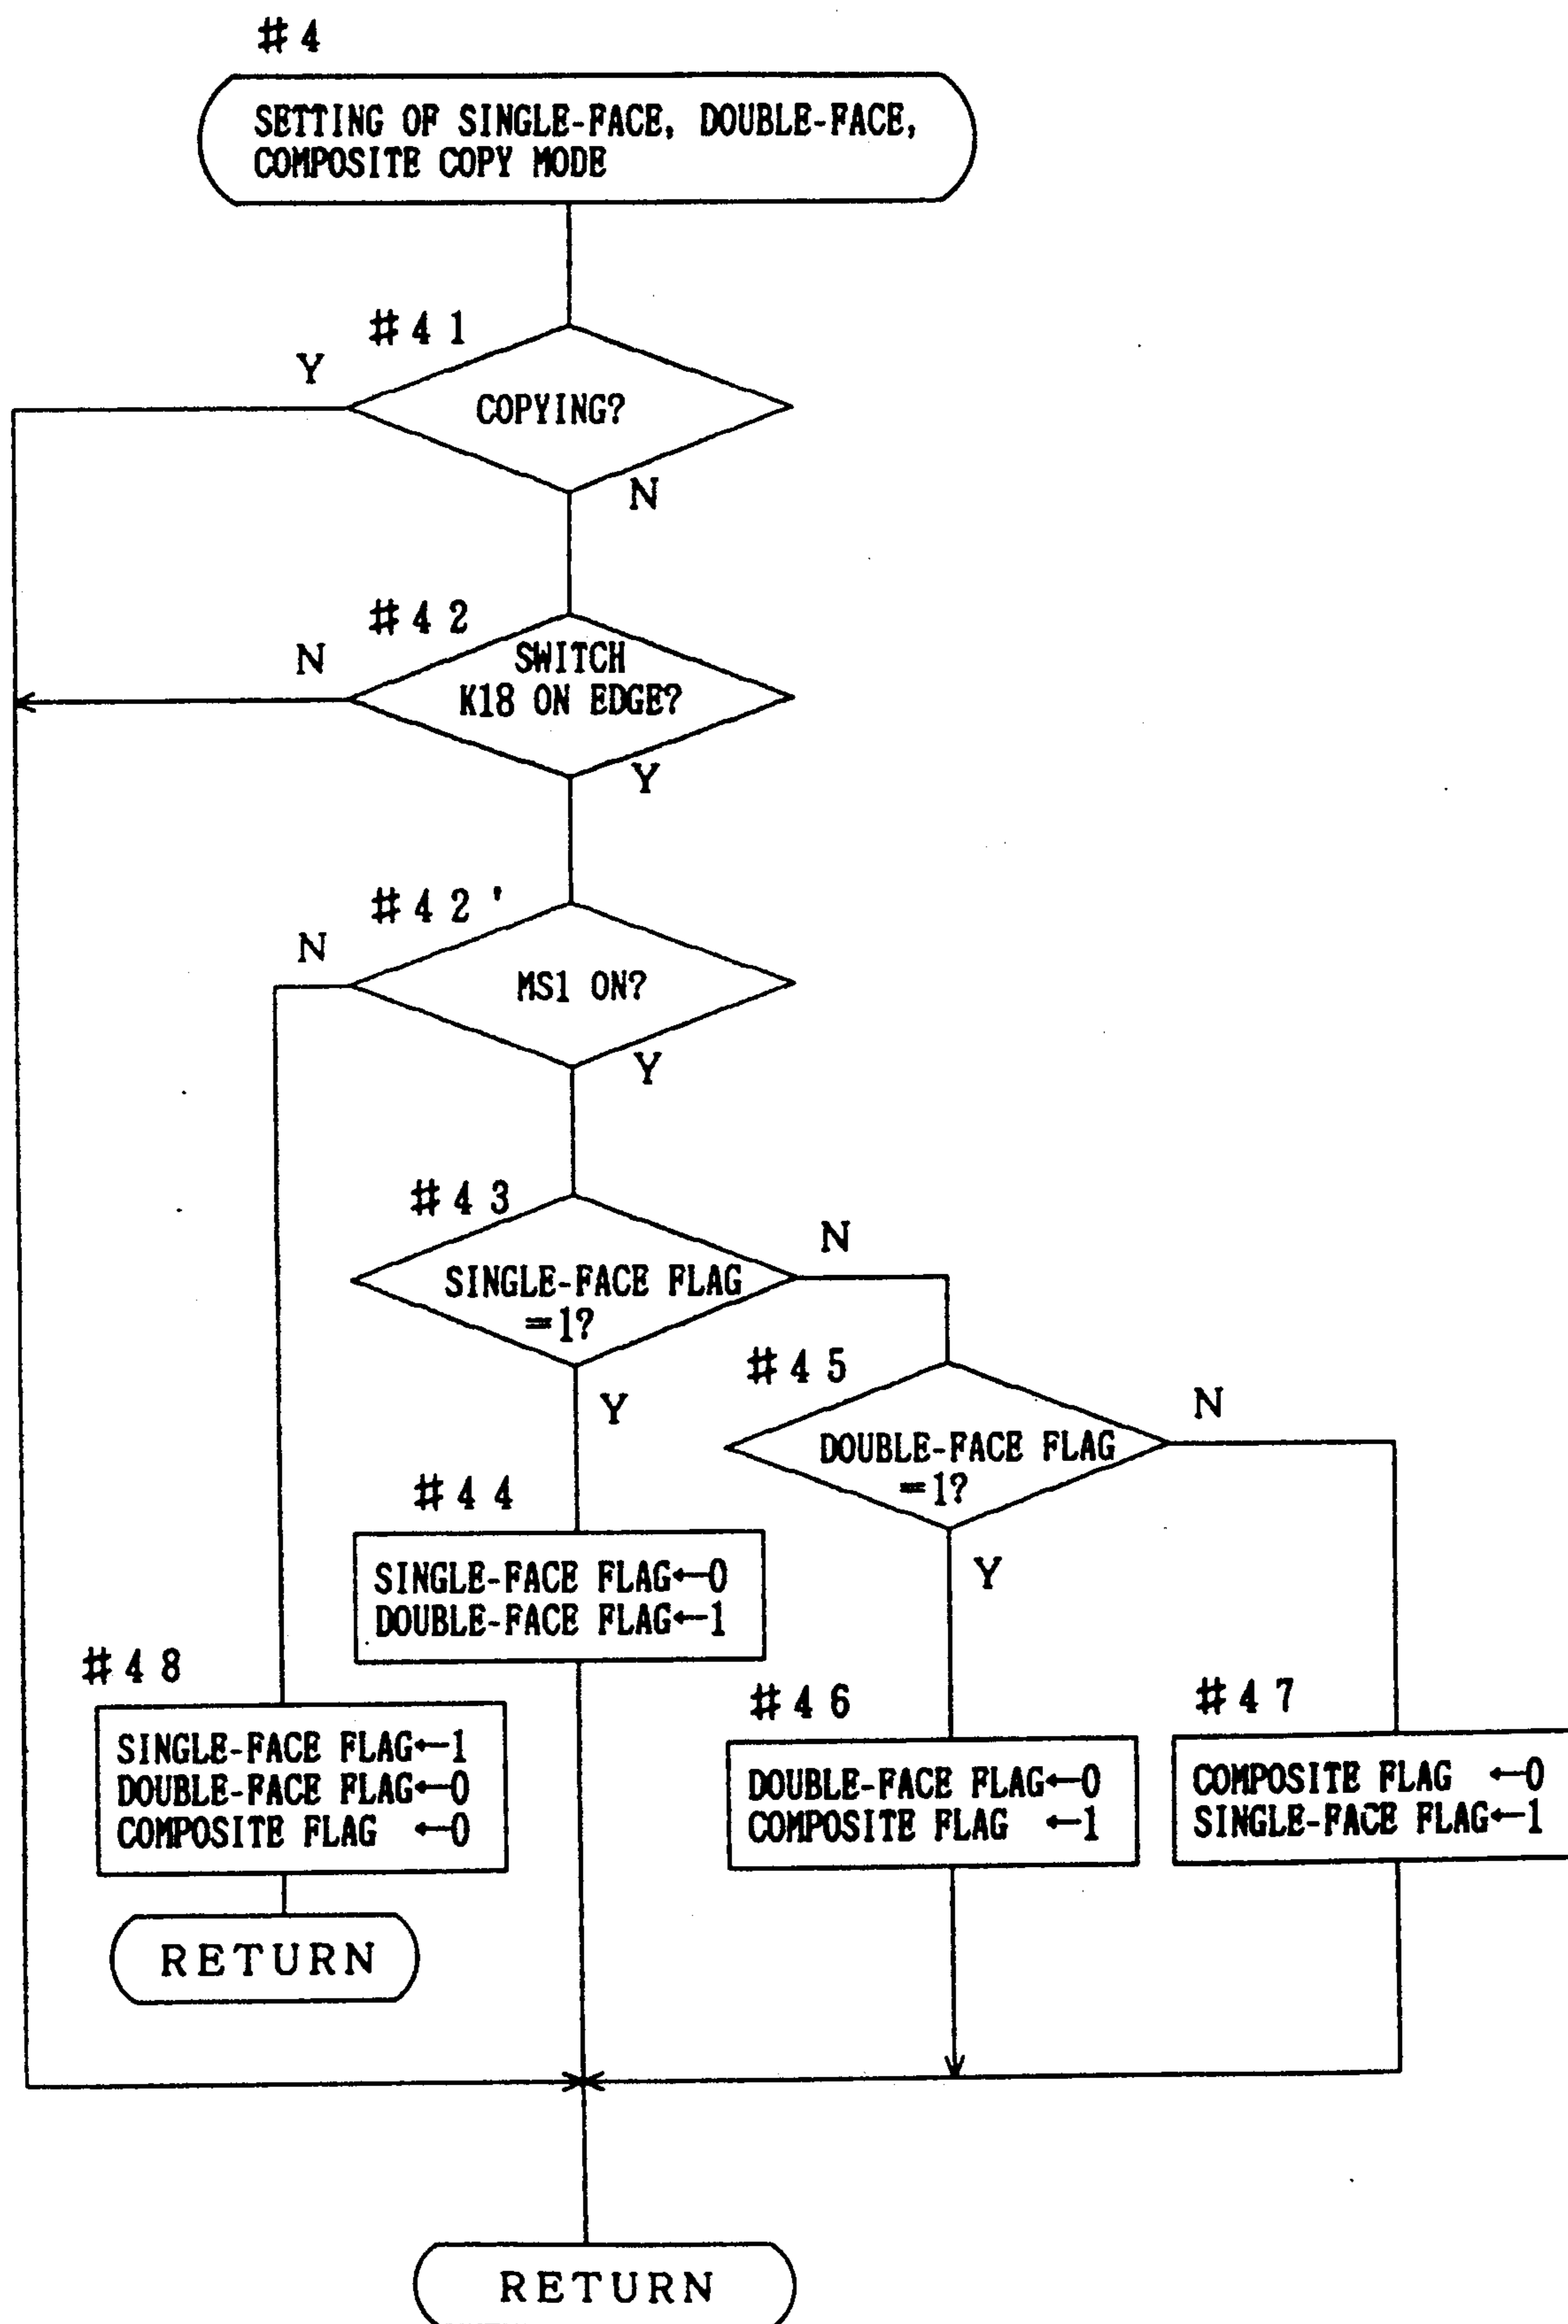 #4
SETTING OF SINGLE-FACE, DOUBLE-FACE,
COMPOSITE COPY MODE
#41
Y
COPYING?
N
#42
N
SWITCH
K18 ON EDGE?
Y
#42'
N
MS1 ON?
Y
#43
N
SINGLE-FACE FLAG
=1?
Y
#45
N
DOUBLE-FACE FLAG
=1?
Y
#44
SINGLE-FACE FLAG←0
DOUBLE-FACE FLAG←1
#48
SINGLE-FACE FLAG←1
DOUBLE-FACE FLAG←0
COMPOSITE FLAG ←0
RETURN
#46
DOUBLE-FACE FLAG←0
COMPOSITE FLAG ←1
#47
COMPOSITE FLAG ←0
SINGLE-FACE FLAG←1
RETURN